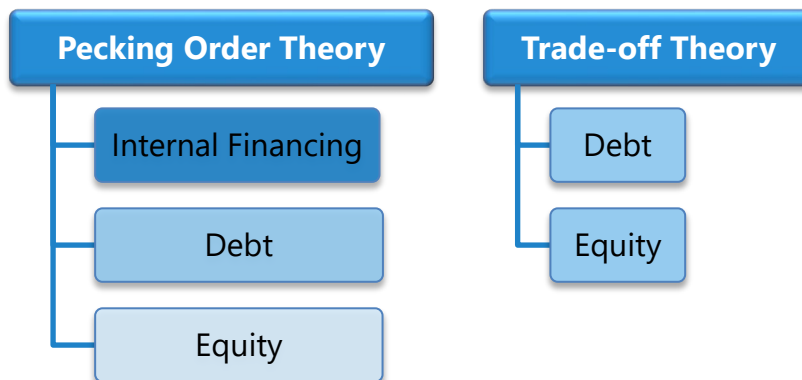 Pecking Order Theory
Internal Financing
Debt
Equity
Trade-off Theory
Debt
Equity